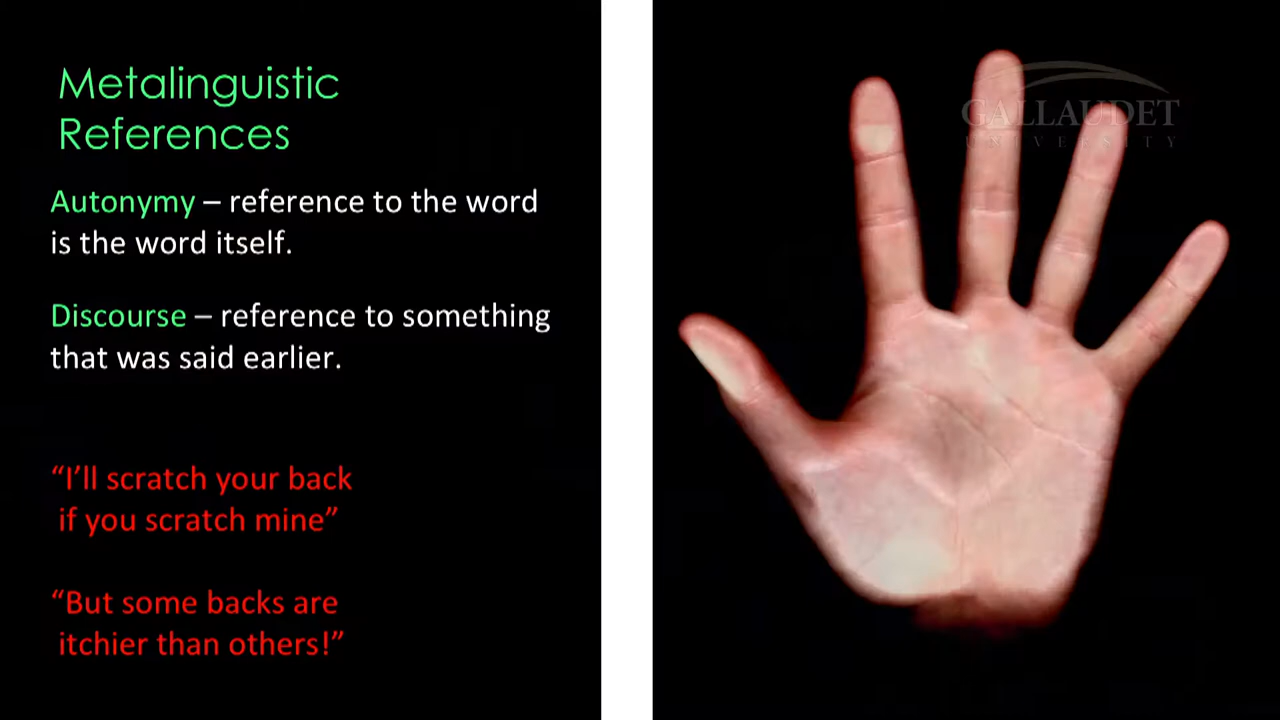 Metalinguistic
References
Autonymy – reference to the word
is the word itself.
Discourse – reference to something
that was said earlier.
“I’ll scratch your back
if you scratch mine”
“But some backs are
itchier than others!”
GALLAUDET
UNIVERSITY